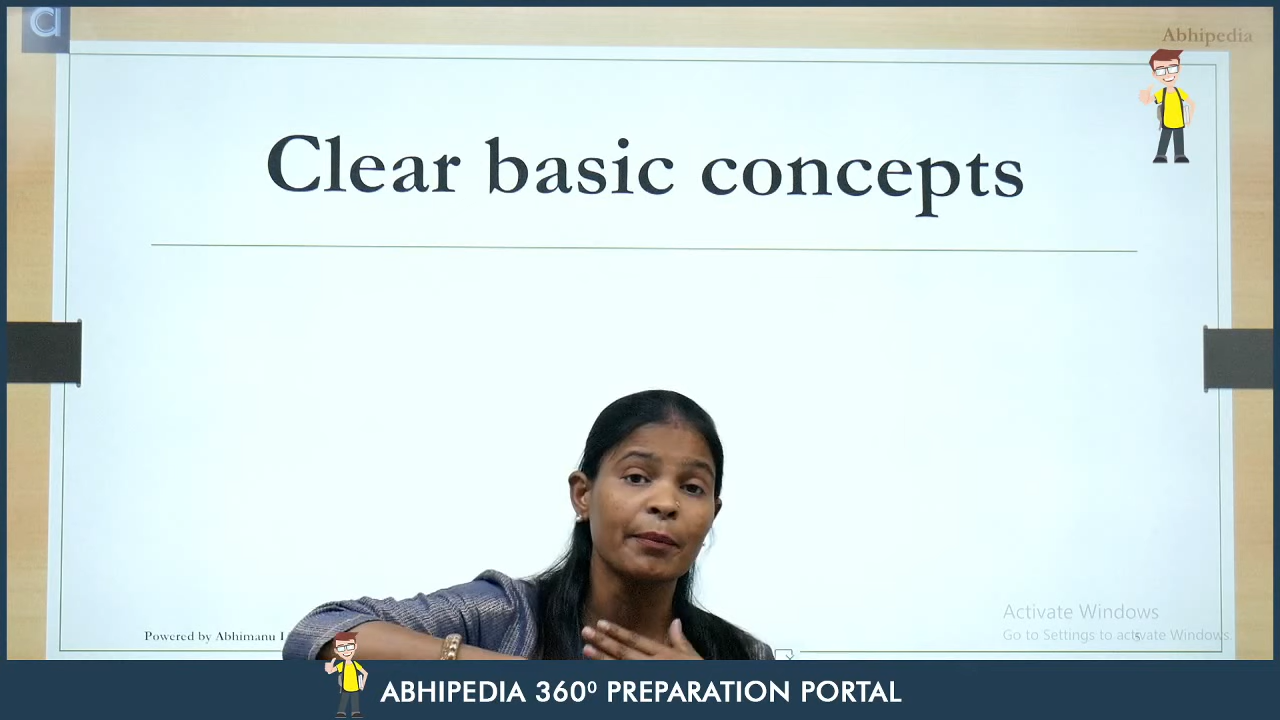 Abhipedia
Clear basic concepts
Activate Windows
Powered by Abhimanu
Go to Settings to activate Windows.
5
ABHIPEDIA 360⁰ PREPARATION PORTAL